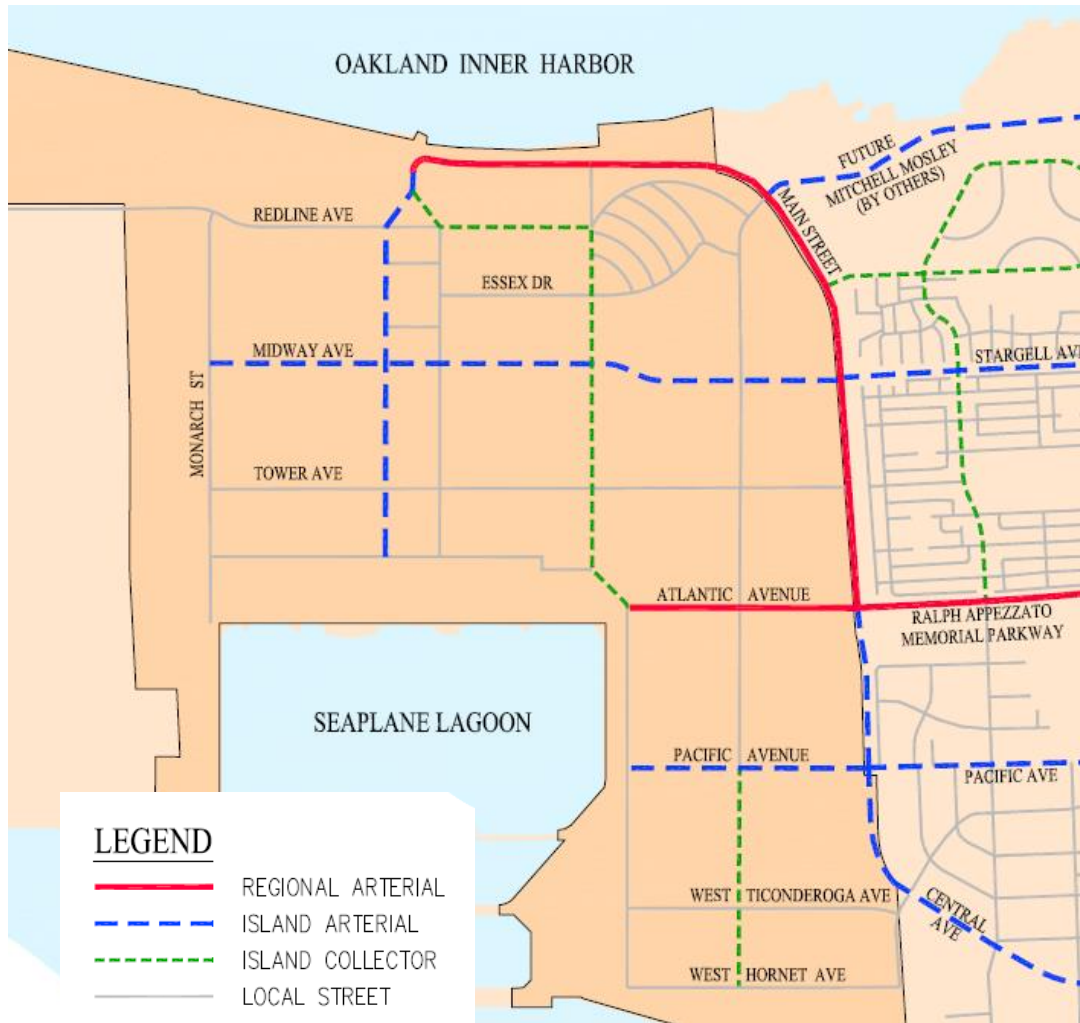 OAKLAND INNER HARBOR
FUTURE
MITCHELL MOSLEY
(BY OTHERS)
MAIN STREET
REDLINE AVE
ESSEX DR
MIDWAY AVE
STARGELL AVE
MONARCH ST
TOWER AVE
ATLANTIC AVENUE
RALPH APPEZZATO
MEMORIAL PARKWAY
SEAPLANE LAGOON
PACIFIC AVENUE
PACIFIC AVE
WEST TICONDEROGA AVE
CENTRAL
AVE
WEST HORNET AVE
LEGEND
REGIONAL ARTERIAL
ISLAND ARTERIAL
ISLAND COLLECTOR
LOCAL STREET